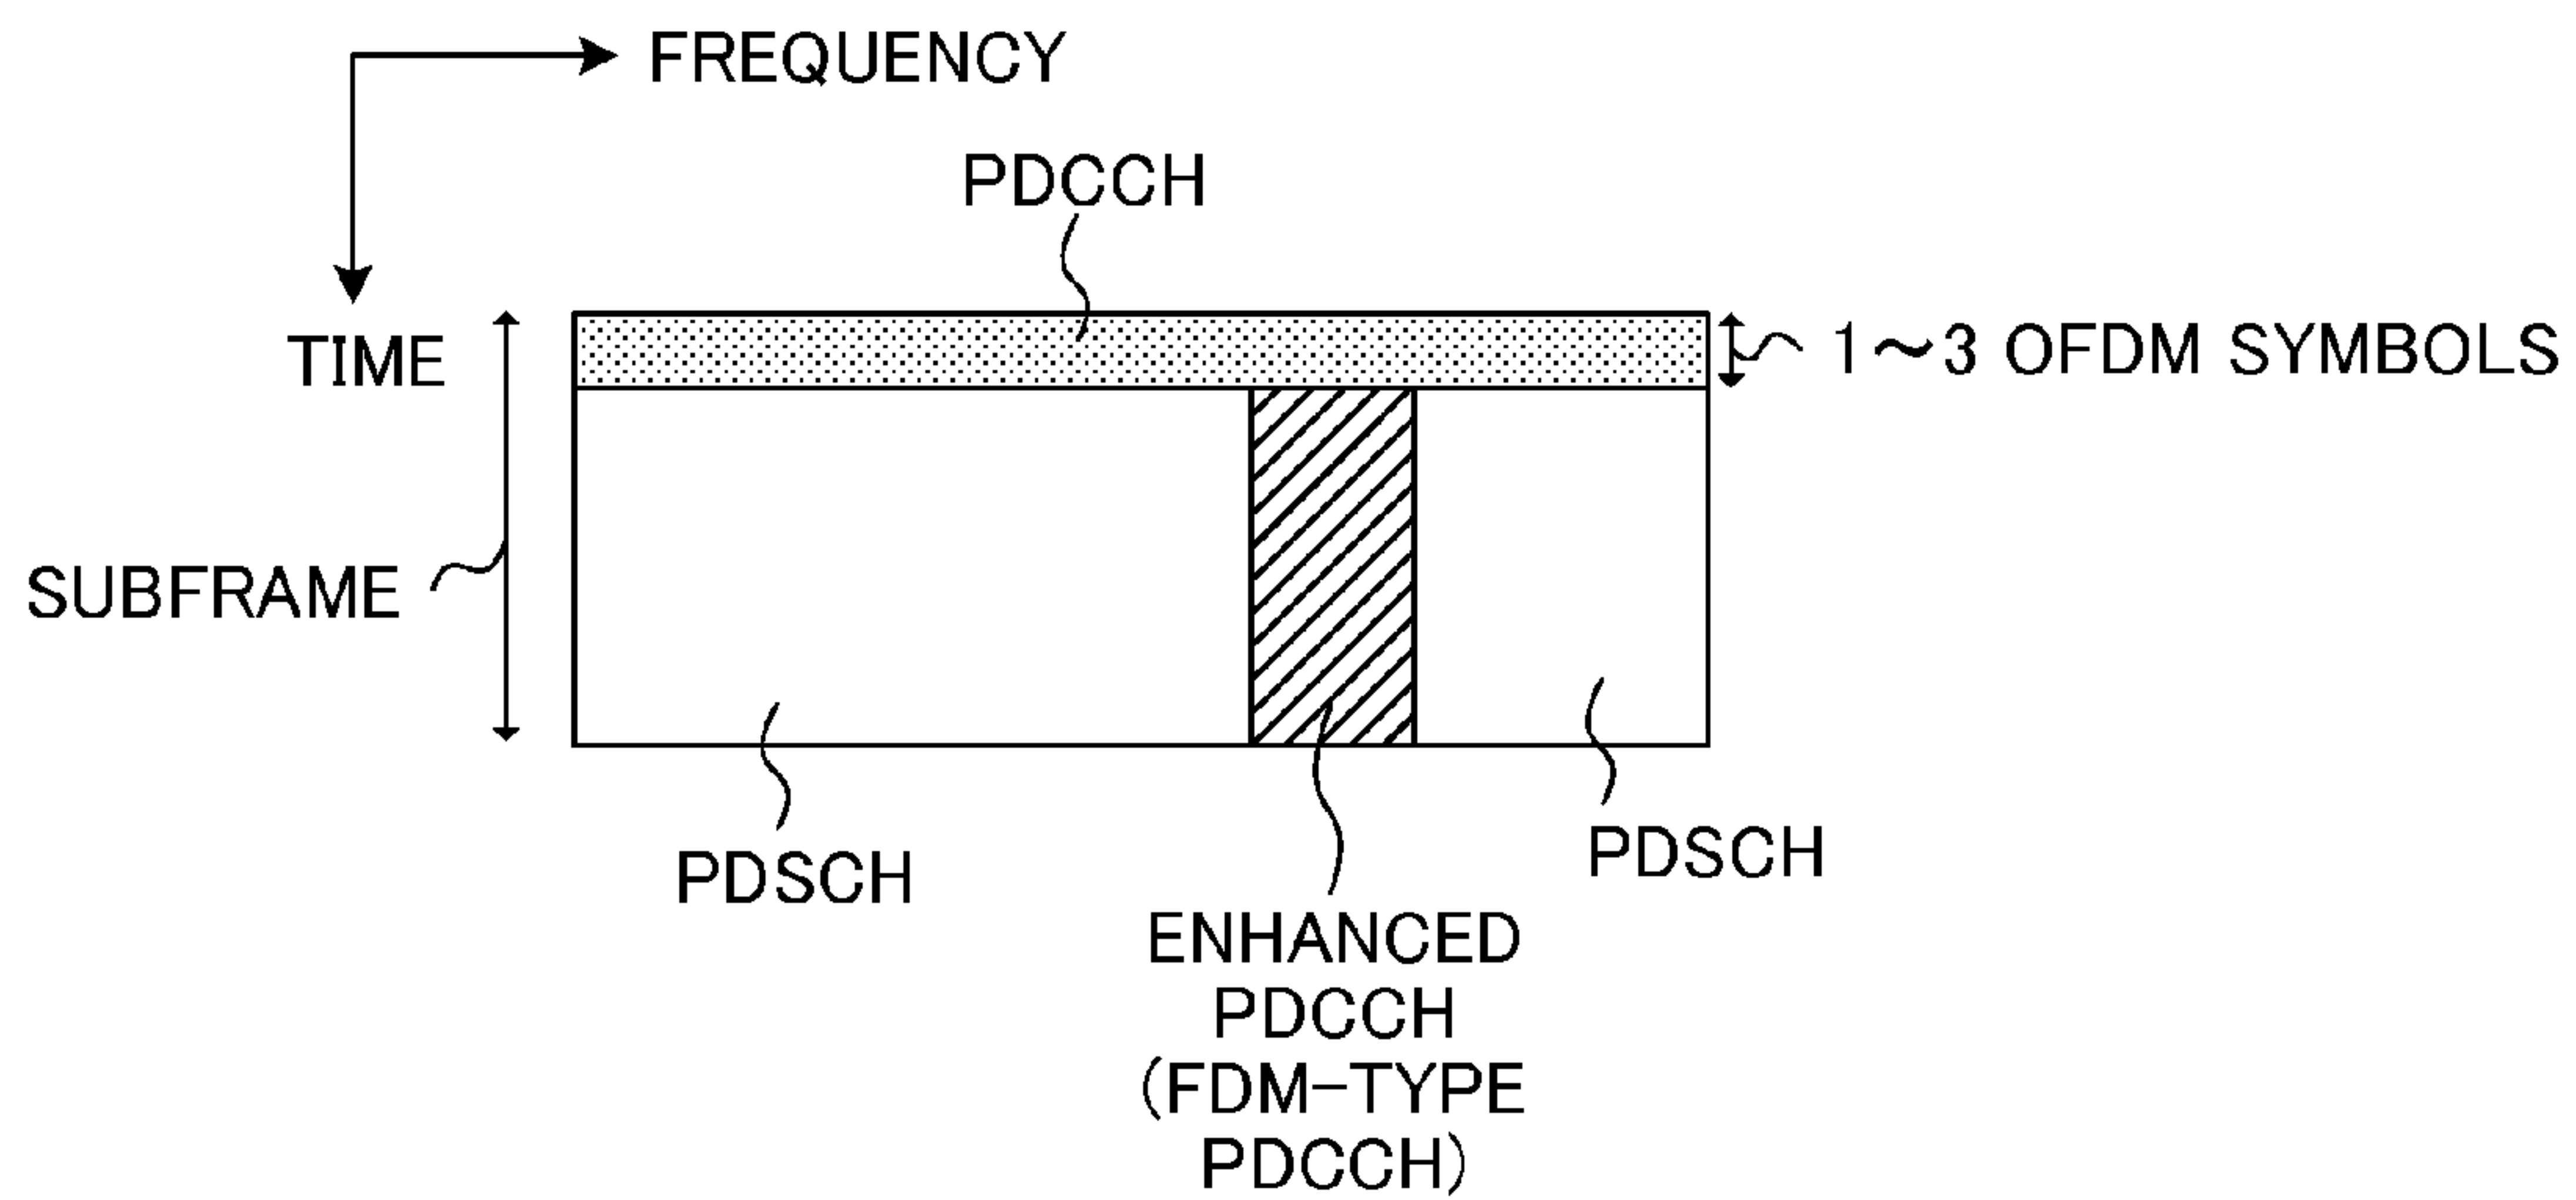 FREQUENCY
PDCCH
TIME
1～3 OFDM SYMBOLS
SUBFRAME
PDSCH
PDSCH
ENHANCED
PDCCH
(FDM-TYPE
PDCCH)